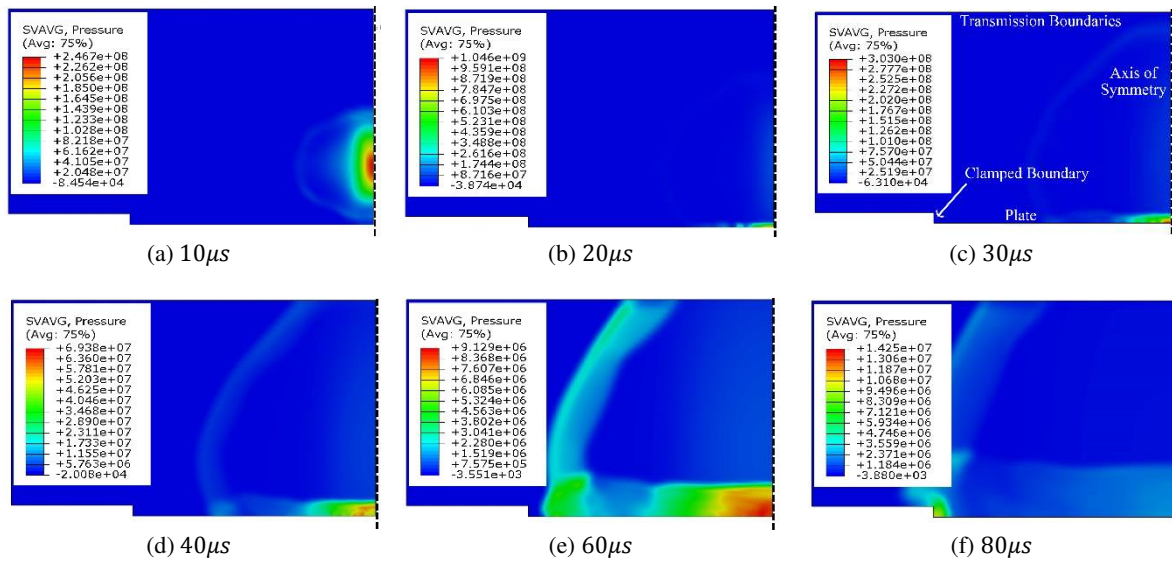 SVAVG, Pressure
(Avg: 75%)
+2.467e+08
+2.262e+08
+2.056e+08
+1.850e+08
+1.645e+08
+1.439e+08
+1.233e+08
+1.028e+08
+8.218e+07
+6.162e+07
+4.105e+07
+2.048e+07
-8.454e+04
(a) 10μs
SVAVG, Pressure
(Avg: 75%)
+1.046e+09
+9.591e+08
+8.719e+08
+7.847e+08
+6.975e+08
+6.103e+08
+5.231e+08
+4.359e+08
+3.488e+08
+2.616e+08
+1.744e+08
+8.716e+07
-3.874e+04
(b) 20μs
SVAVG, Pressure
(Avg: 75%)
+3.030e+08
+2.777e+08
+2.525e+08
+2.272e+08
+2.020e+08
+1.767e+08
+1.515e+08
+1.262e+08
+1.010e+08
+7.570e+07
+5.044e+07
+2.519e+07
-6.310e+04
Transmission Boundaries
Axis of
Symmetry
Clamped Boundary
Plate
(c) 30μs
SVAVG, Pressure
(Avg: 75%)
+6.938e+07
+6.360e+07
+5.781e+07
+5.203e+07
+4.625e+07
+4.046e+07
+3.468e+07
+2.890e+07
+2.311e+07
+1.733e+07
+1.155e+07
+5.763e+06
-2.008e+04
(d) 40μs
SVAVG, Pressure
(Avg: 75%)
+9.129e+06
+8.368e+06
+7.607e+06
+6.846e+06
+6.085e+06
+5.324e+06
+4.563e+06
+3.802e+06
+3.041e+06
+2.280e+06
+1.519e+06
+7.575e+05
-3.551e+03
(e) 60μs
SVAVG, Pressure
(Avg: 75%)
+1.425e+07
+1.306e+07
+1.187e+07
+1.068e+07
+9.496e+06
+8.309e+06
+7.121e+06
+5.934e+06
+4.746e+06
+3.559e+06
+2.371e+06
+1.184e+06
-3.880e+03
(f) 80μs